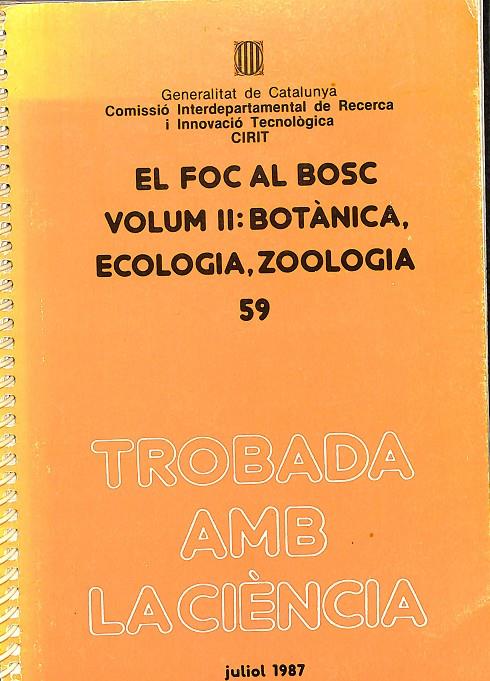 Generalitat de Catalunya
Comissió Interdepartamental de Recerca
i Innovació Tecnològica
CIRIT
EL FOC AL BOSC
VOLUM II: BOTÀNICA,
ECOLOGIA, ZOOLOGIA
59
TROBADA
AMB
LA CIÈNCIA
juliol 1987